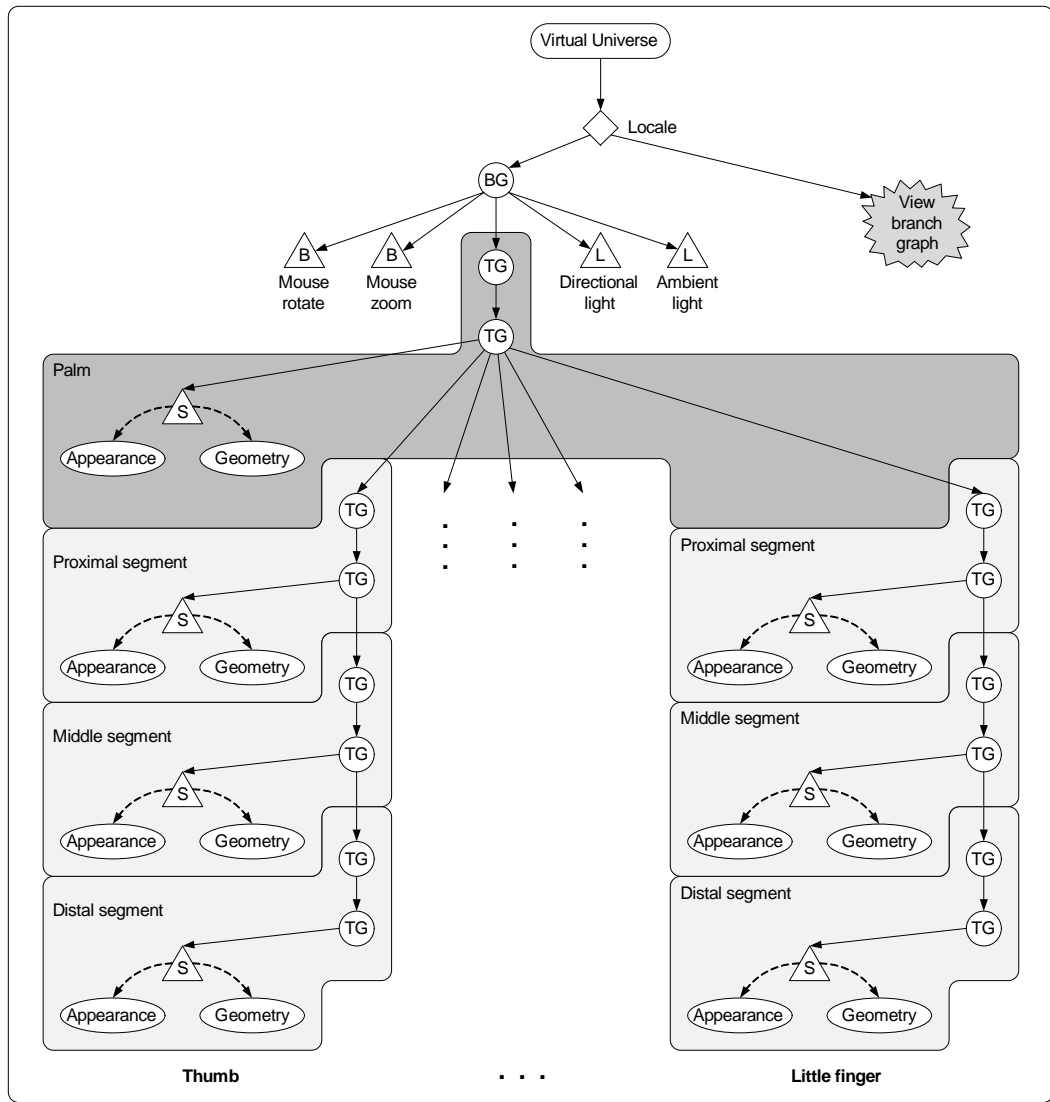 Virtual Universe
Locale
BG
View
branch
graph
B
B
L
L
Mouse
rotate
Mouse
zoom
TG
Directional
light
Ambient
light
TG
Palm
S
Appearance
Geometry
TG
TG
Proximal segment
TG
S
Appearance
Geometry
Proximal segment
TG
S
Appearance
Geometry
TG
TG
Middle segment
TG
S
Appearance
Geometry
Middle segment
TG
S
Appearance
Geometry
TG
TG
Distal segment
TG
S
Appearance
Geometry
Distal segment
TG
S
Appearance
Geometry
Thumb
. . .
Little finger